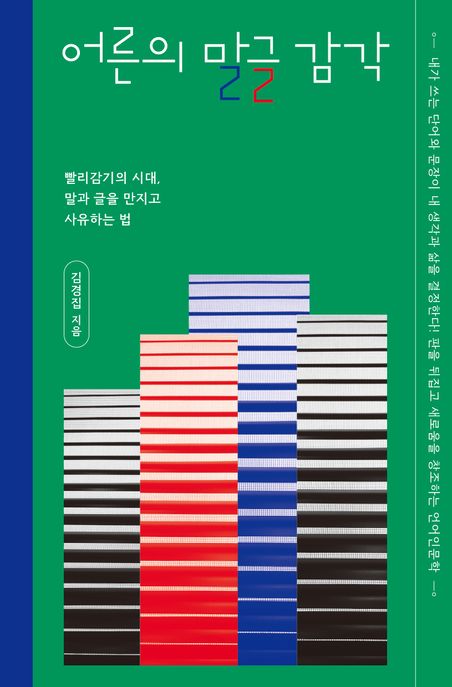 어른의 말글 감각
빨리감기의 시대,
말과 글을 만지고
사유하는 법
김경집 지음
내가 쓰는 단어와 문장이 내 생각과 삶을 결정한다! 판을 뒤집고 새로움을 창조하는 언어인문학